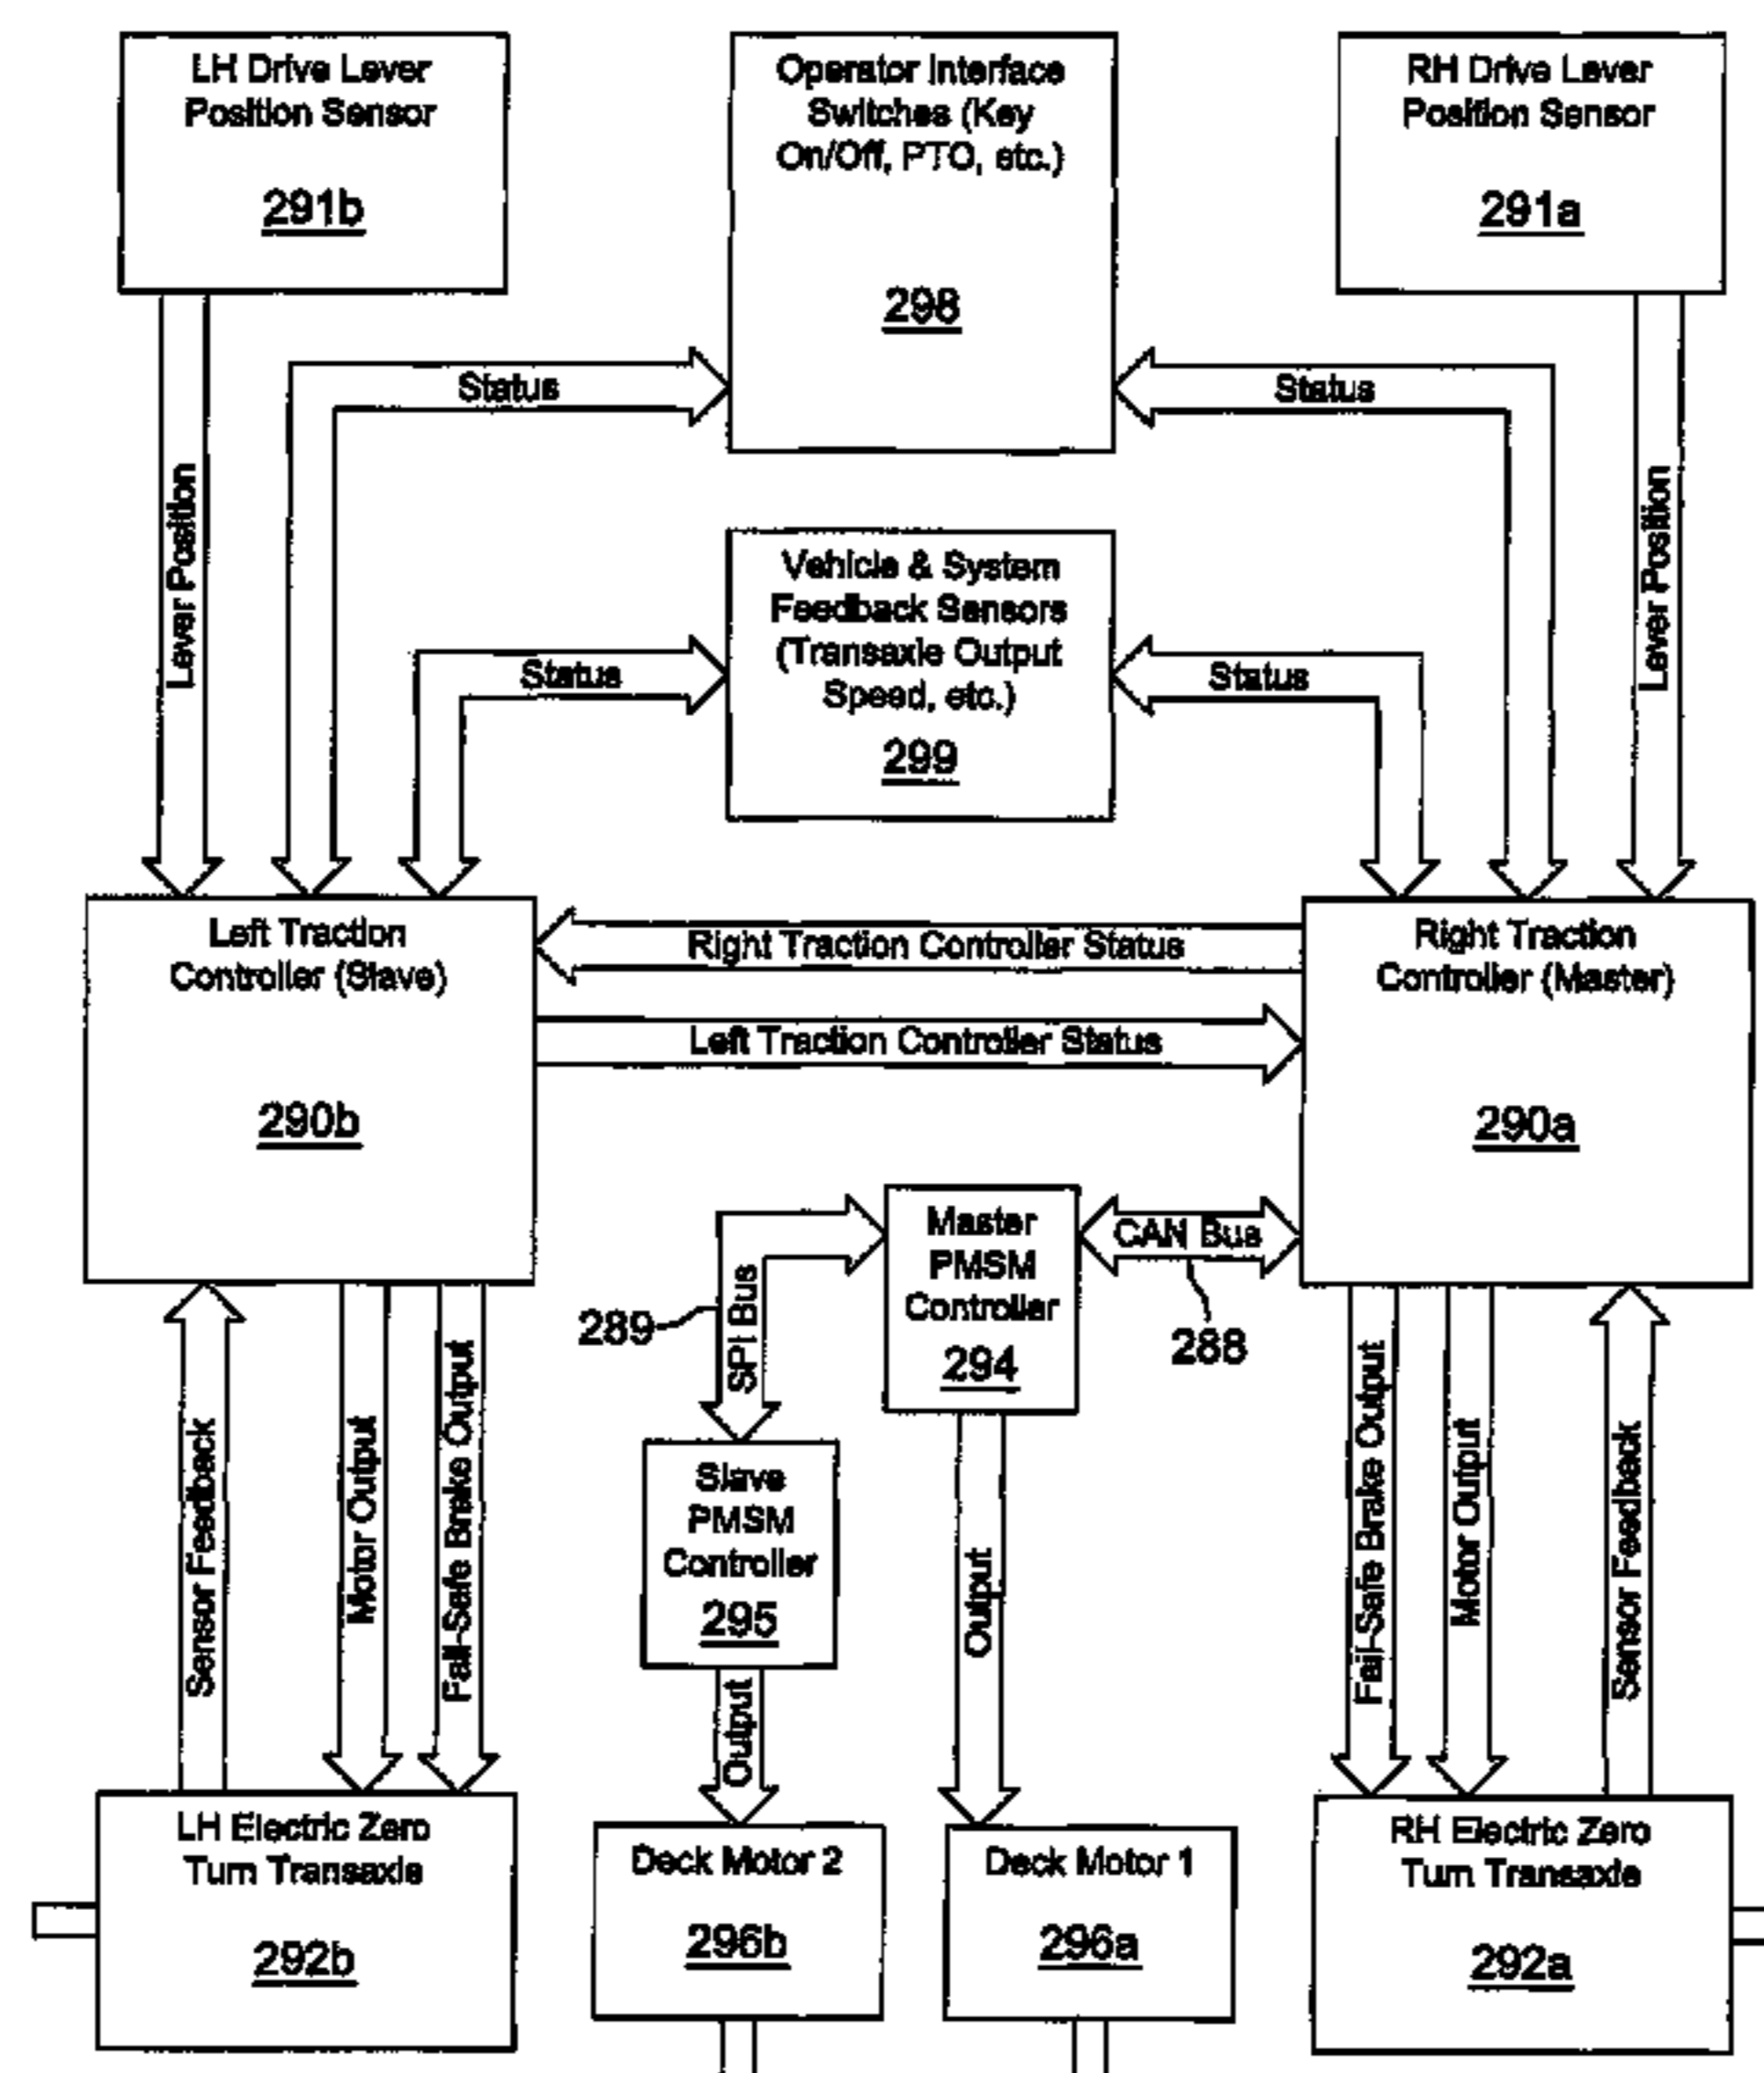 LH Drive Lever
Position Sensor
291b
Operator Interface
Switches (Key
On/Off, PTO, etc.)
298
RH Drive Lever
Position Sensor
291a
Status
Status
Lever Position
Lever Position
Vehicle & System
Feedback Sensors
(Transaxle Output
Speed, etc.)
299
Status
Status
Left Traction
Controller (Slave)
290b
Right Traction Controller Status
Left Traction Controller Status
Right Traction
Controller (Master)
290a
Master
PMSM
Controller
294
CAN Bus
288
SPI Bus
289
Slave
PMSM
Controller
295
Sensor Feedback
Motor Output
Fail-Safe Brake Output
Output
Output
Fail-Safe Brake Output
Motor Output
Sensor Feedback
LH Electric Zero
Turn Transaxle
292b
Deck Motor 2
296b
Deck Motor 1
296a
RH Electric Zero
Turn Transaxle
292a